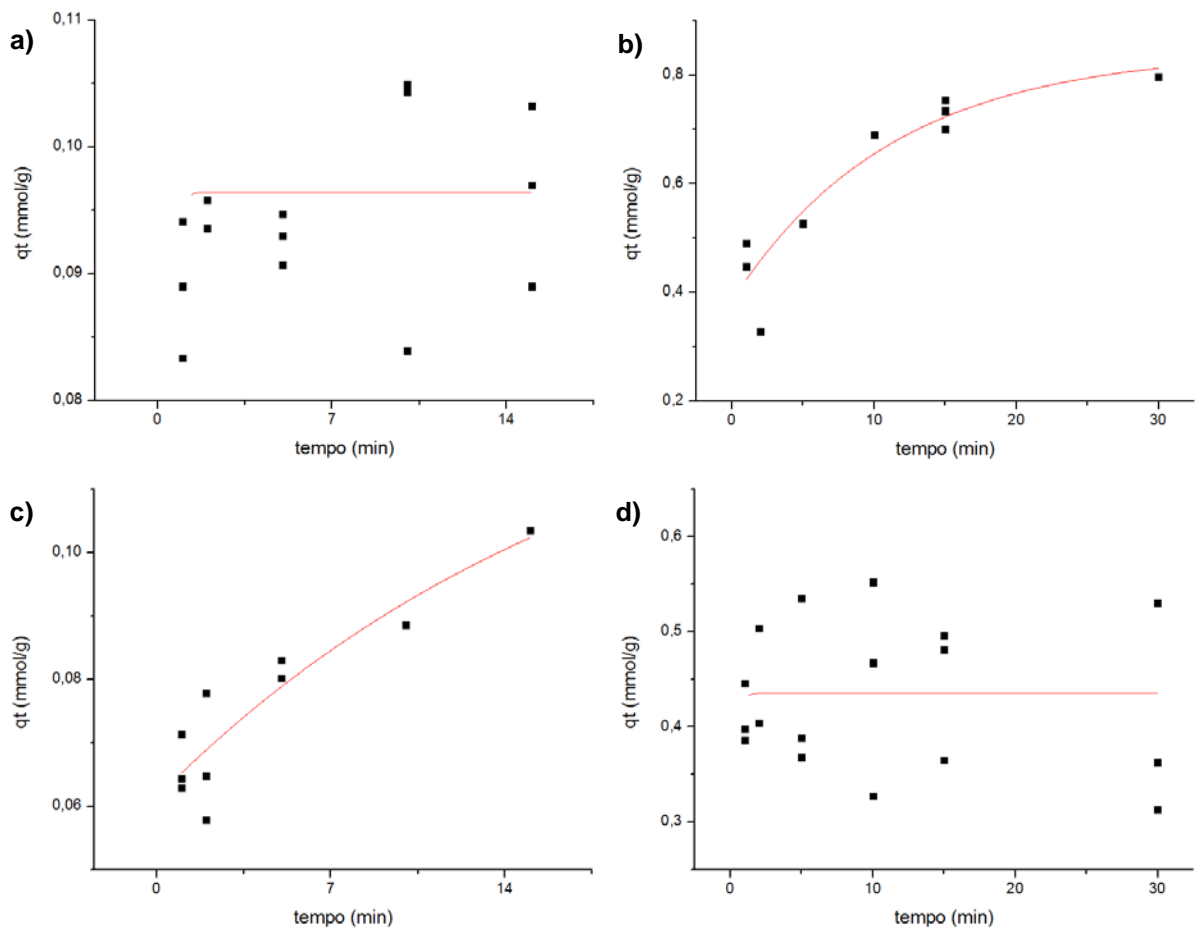 a)
0,11
0,10
0,09
0,08
qt (mmol/g)
0
7
14
tempo (min)
b)
0,8
0,6
0,4
0,2
qt (mmol/g)
0
10
20
30
tempo (min)
c)
0,10
0,08
0,06
qt (mmol/g)
0
7
14
tempo (min)
d)
0,6
0,5
0,4
0,3
qt (mmol/g)
0
10
20
30
tempo (min)